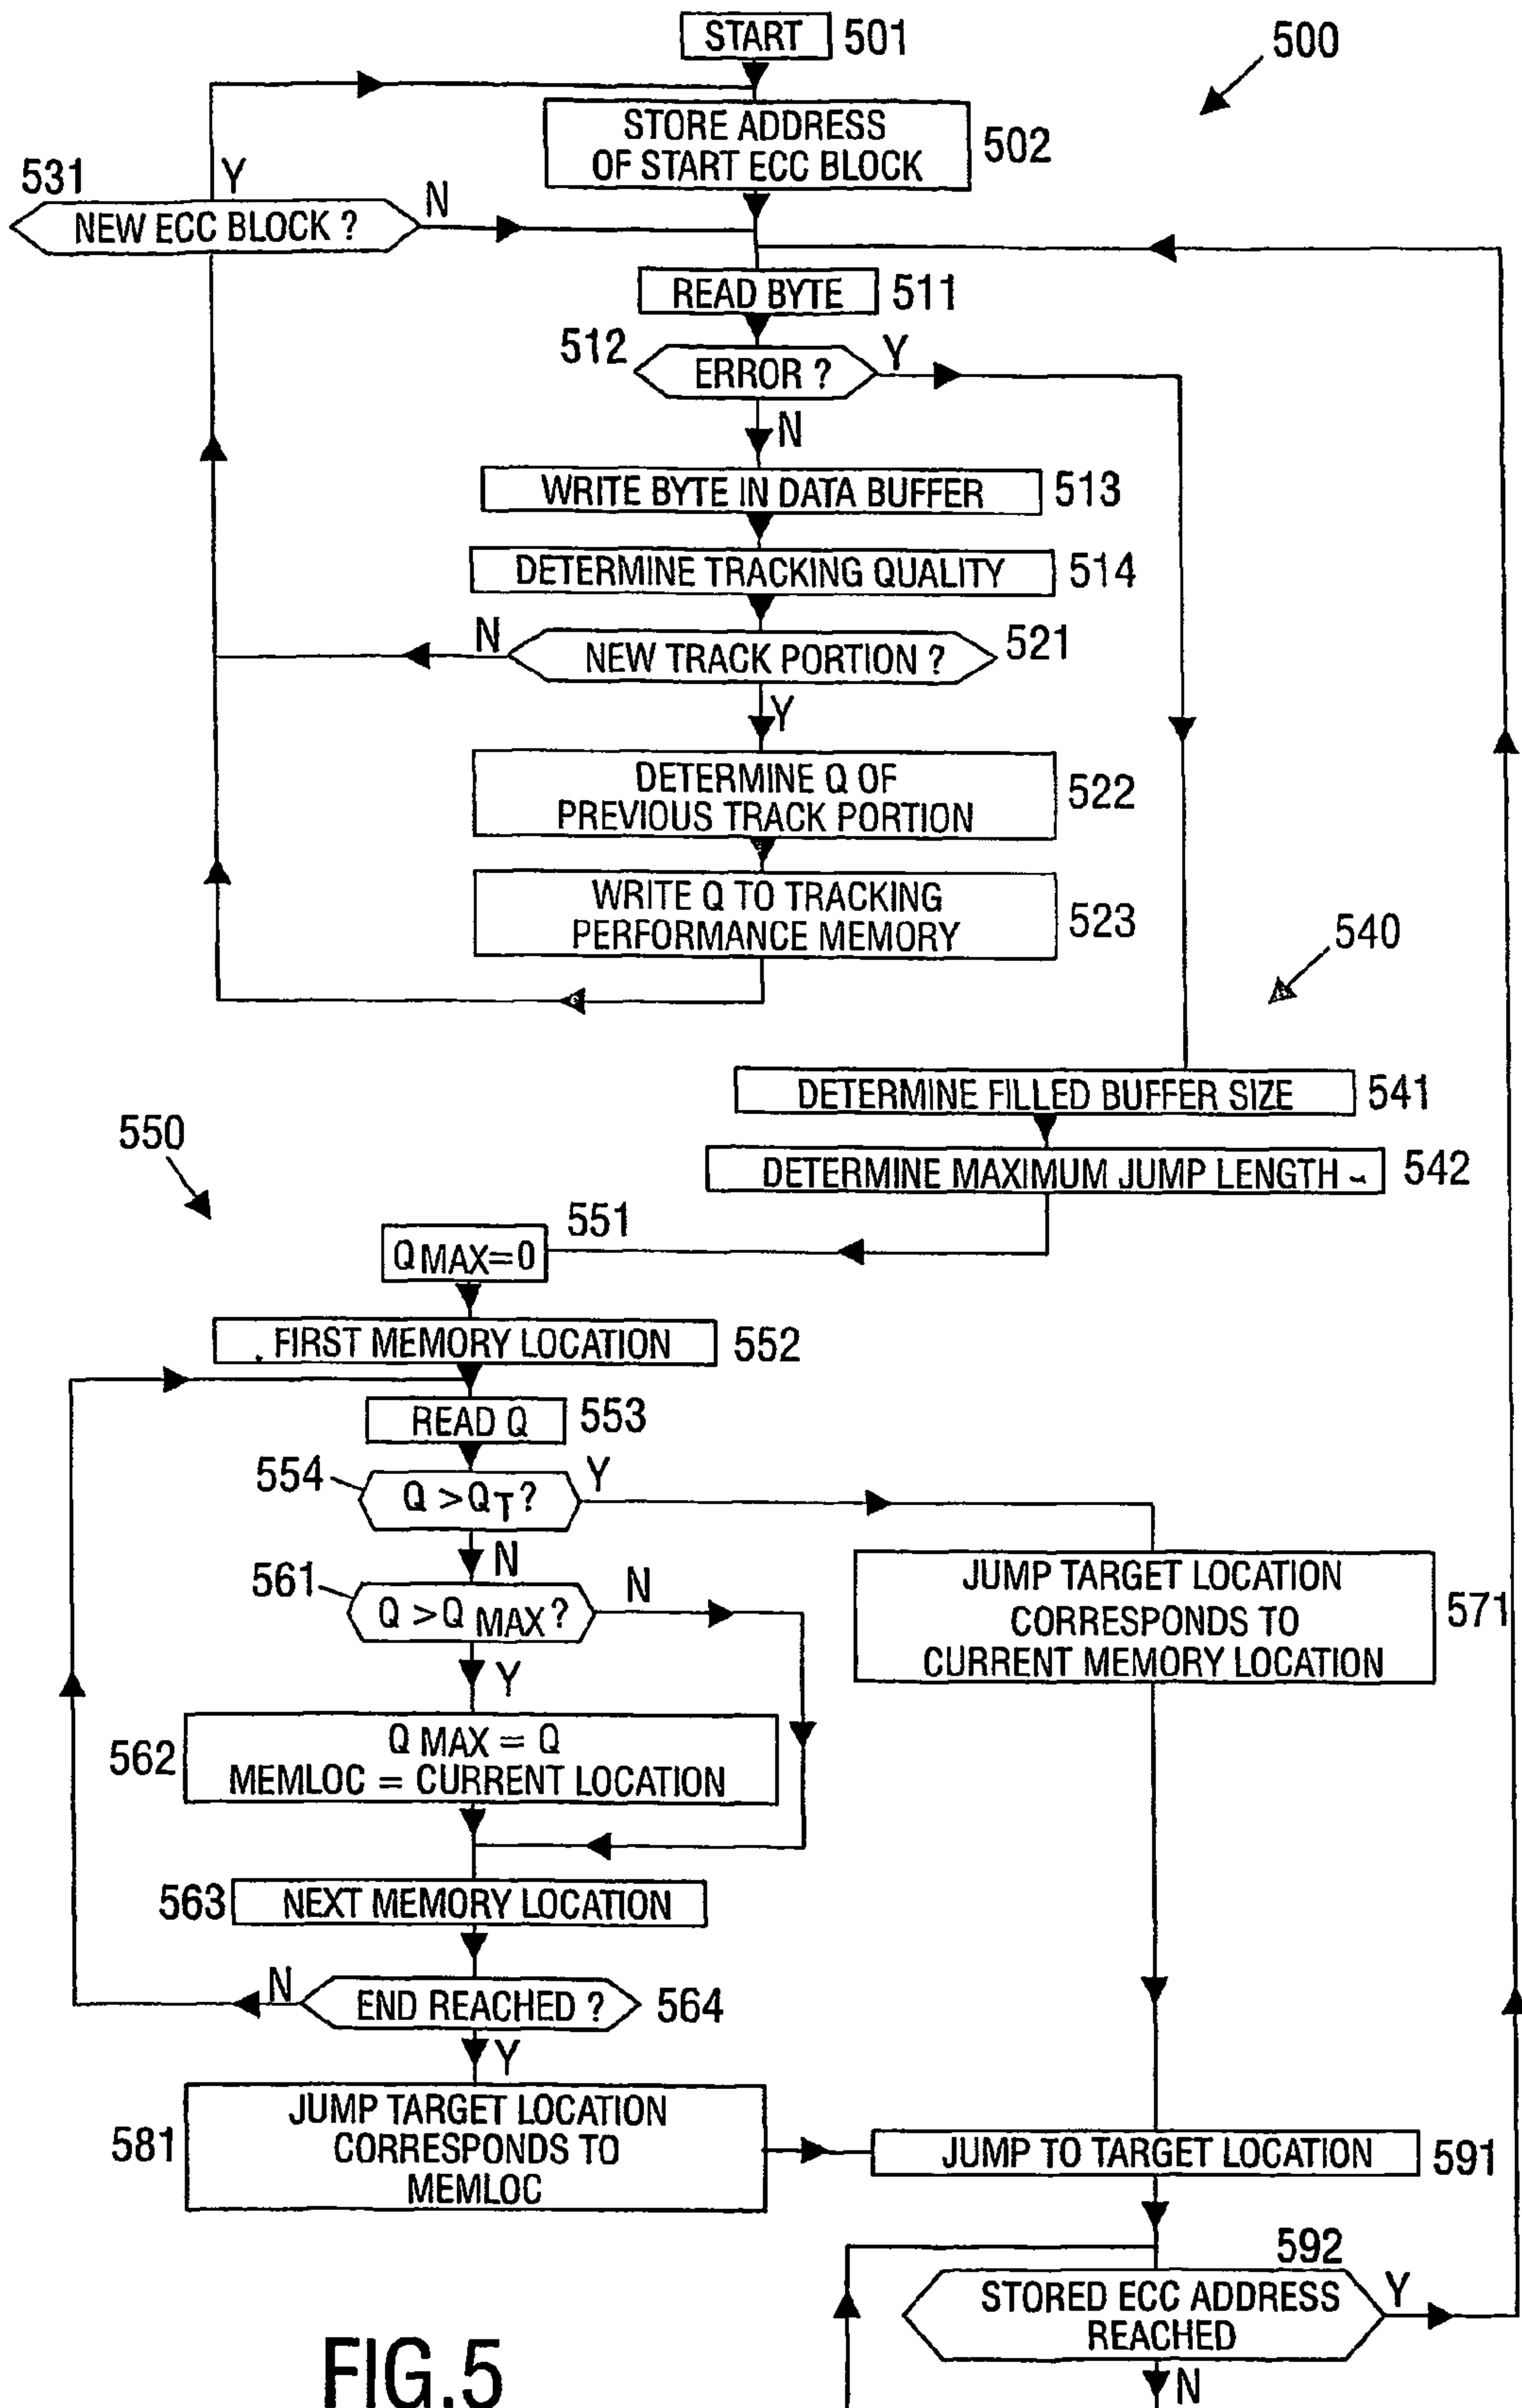 START 501
500
STORE ADDRESS
OF START ECC BLOCK
502
531
Y
NEW ECC BLOCK ?
N
READ BYTE 511
512
ERROR ?
Y
N
WRITE BYTE IN DATA BUFFER 513
DETERMINE TRACKING QUALITY 514
N
NEW TRACK PORTION ? 521
Y
DETERMINE Q OF
PREVIOUS TRACK PORTION
522
WRITE Q TO TRACKING
PERFORMANCE MEMORY
523
540
DETERMINE FILLED BUFFER SIZE 541
DETERMINE MAXIMUM JUMP LENGTH 542
550
551
Q MAX=0
FIRST MEMORY LOCATION 552
READ Q 553
554
Q >QT?
Y
N
561
Q >Q MAX?
N
Y
562
Q MAX = Q
MEMLOC = CURRENT LOCATION
JUMP TARGET LOCATION
CORRESPONDS TO
CURRENT MEMORY LOCATION
571
563 NEXT MEMORY LOCATION
N
END REACHED ? 564
Y
581
JUMP TARGET LOCATION
CORRESPONDS TO
MEMLOC
JUMP TO TARGET LOCATION 591
592
STORED ECC ADDRESS
REACHED
Y
N
FIG.5